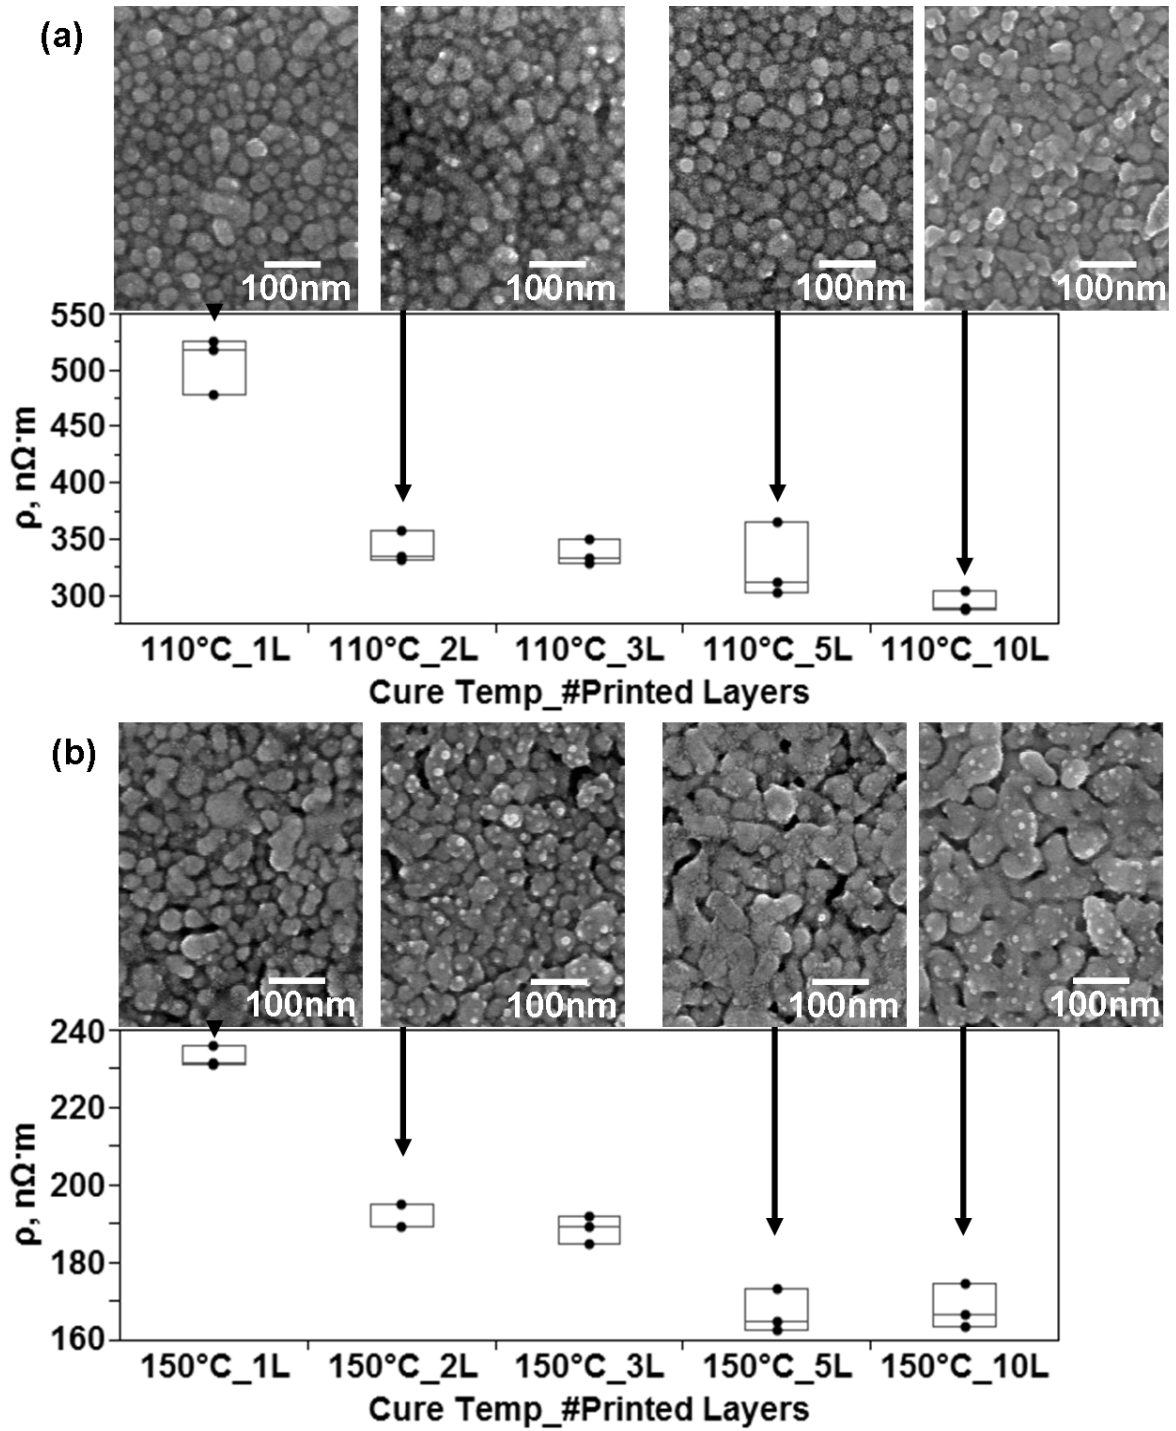 (a)
100nm 100nm 100nm 100nm
550
500
450
400
350
300
ρ, nΩ·m
110°C_1L 110°C_2L 110°C_3L 110°C_5L 110°C_10L
Cure Temp_#Printed Layers
(b)
100nm 100nm 100nm 100nm
240
220
200
180
160
ρ, nΩ·m
150°C_1L 150°C_2L 150°C_3L 150°C_5L 150°C_10L
Cure Temp_#Printed Layers